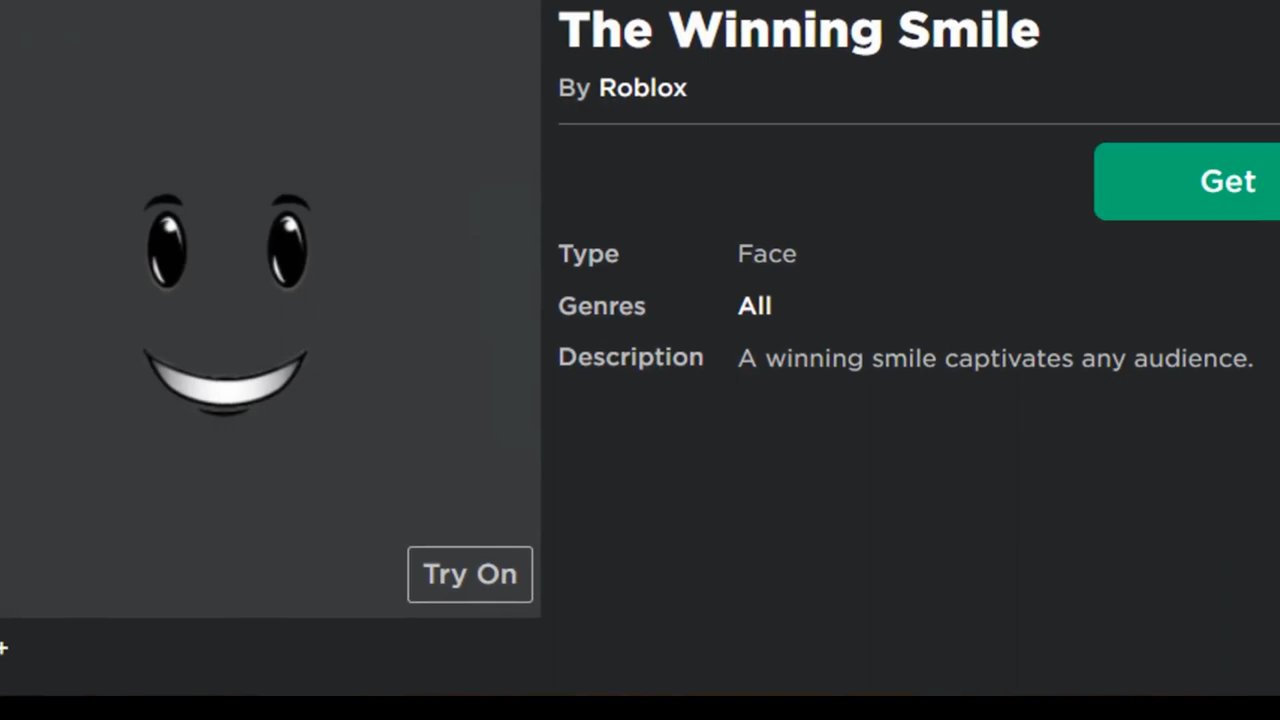 The Winning Smile
By Roblox
Get
Type Face
Genres All
Description A winning smile captivates any audience.
Try On
+